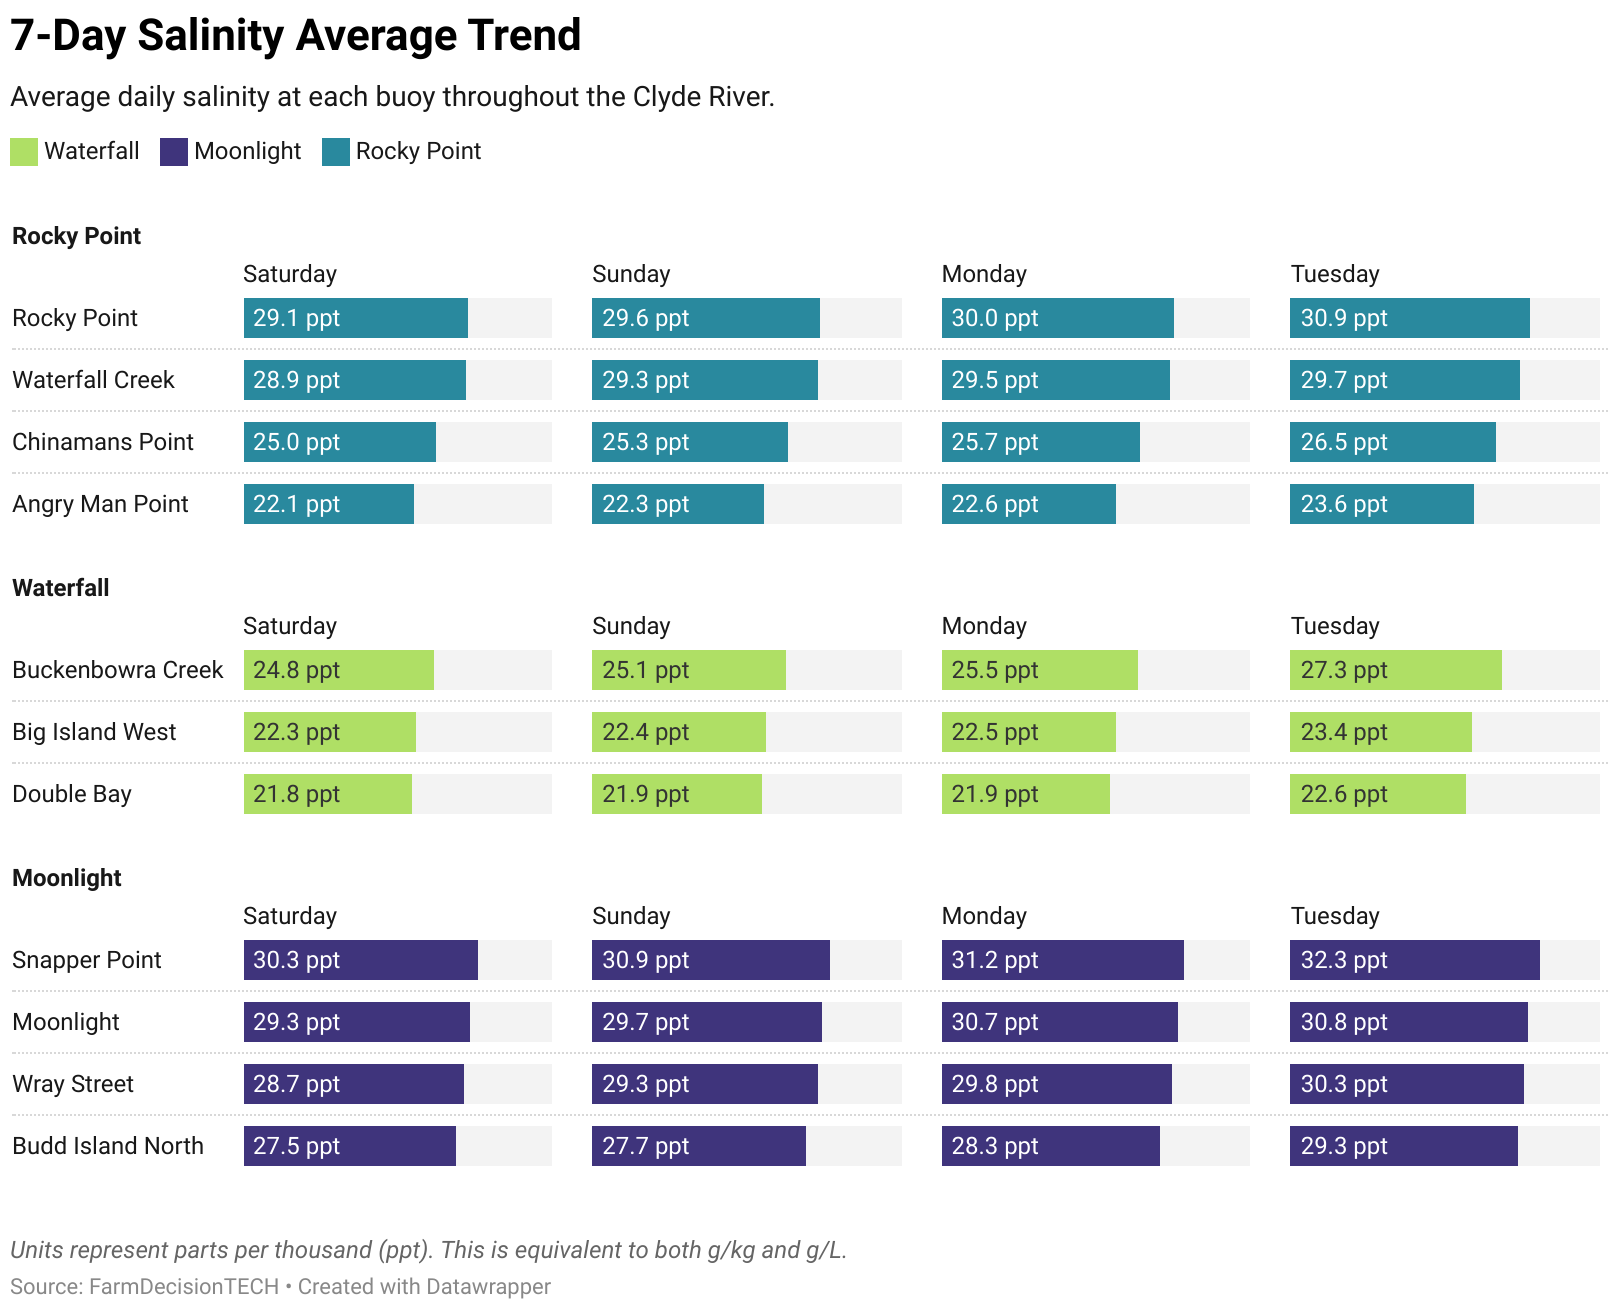 7-Day Salinity Average Trend
Average daily salinity at each buoy throughout the Clyde River.
Waterfall Moonlight Rocky Point
Rocky Point
Saturday Sunday Monday Tuesday
Rocky Point 29.1 ppt 29.6 ppt 30.0 ppt 30.9 ppt
Waterfall Creek 28.9 ppt 29.3 ppt 29.5 ppt 29.7 ppt
Chinamans Point 25.0 ppt 25.3 ppt 25.7 ppt 26.5 ppt
Angry Man Point 22.1 ppt 22.3 ppt 22.6 ppt 23.6 ppt
Waterfall
Saturday Sunday Monday Tuesday
Buckenbowra Creek 24.8 ppt 25.1 ppt 25.5 ppt 27.3 ppt
Big Island West 22.3 ppt 22.4 ppt 22.5 ppt 23.4 ppt
Double Bay 21.8 ppt 21.9 ppt 21.9 ppt 22.6 ppt
Moonlight
Saturday Sunday Monday Tuesday
Snapper Point 30.3 ppt 30.9 ppt 31.2 ppt 32.3 ppt
Moonlight 29.3 ppt 29.7 ppt 30.7 ppt 30.8 ppt
Wray Street 28.7 ppt 29.3 ppt 29.8 ppt 30.3 ppt
Budd Island North 27.5 ppt 27.7 ppt 28.3 ppt 29.3 ppt
Units represent parts per thousand (ppt). This is equivalent to both g/kg and g/L.
Source: FarmDecisionTECH • Created with Datawrapper